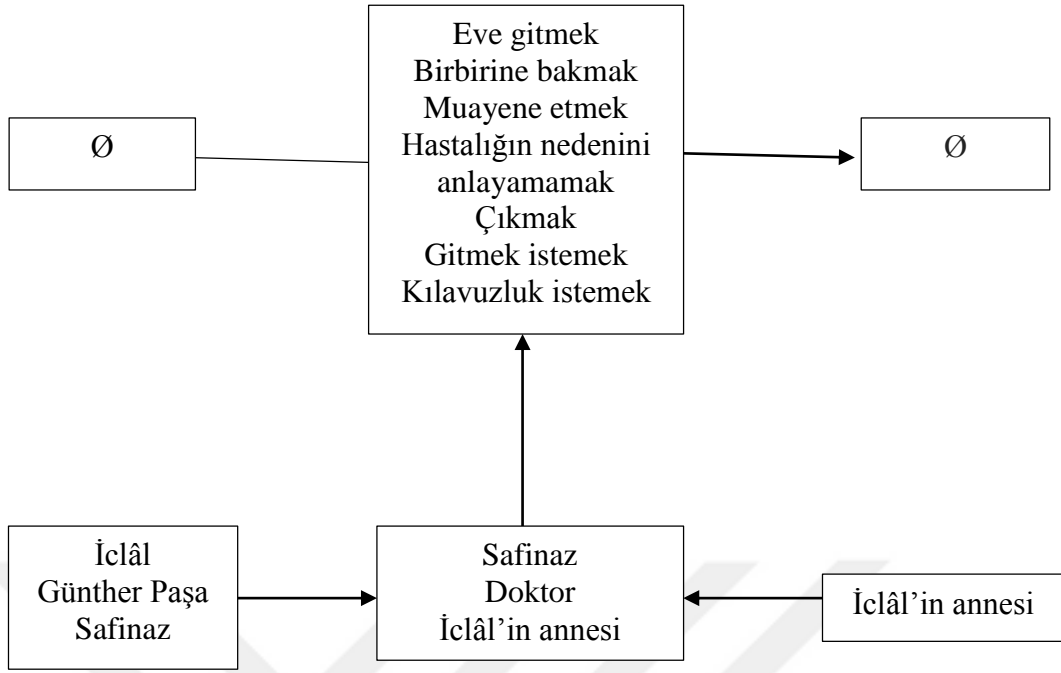 Eve gitmek
Birbirine bakmak
Muayene etmek
Hastalığın nedenini
anlayamamak
Çıkmak
Gitmek istemek
Kılavuzluk istemek
Ø
Ø
İclâl
Günther Paşa
Safinaz
Safinaz
Doktor
İclâl’in annesi
İclâl’in annesi